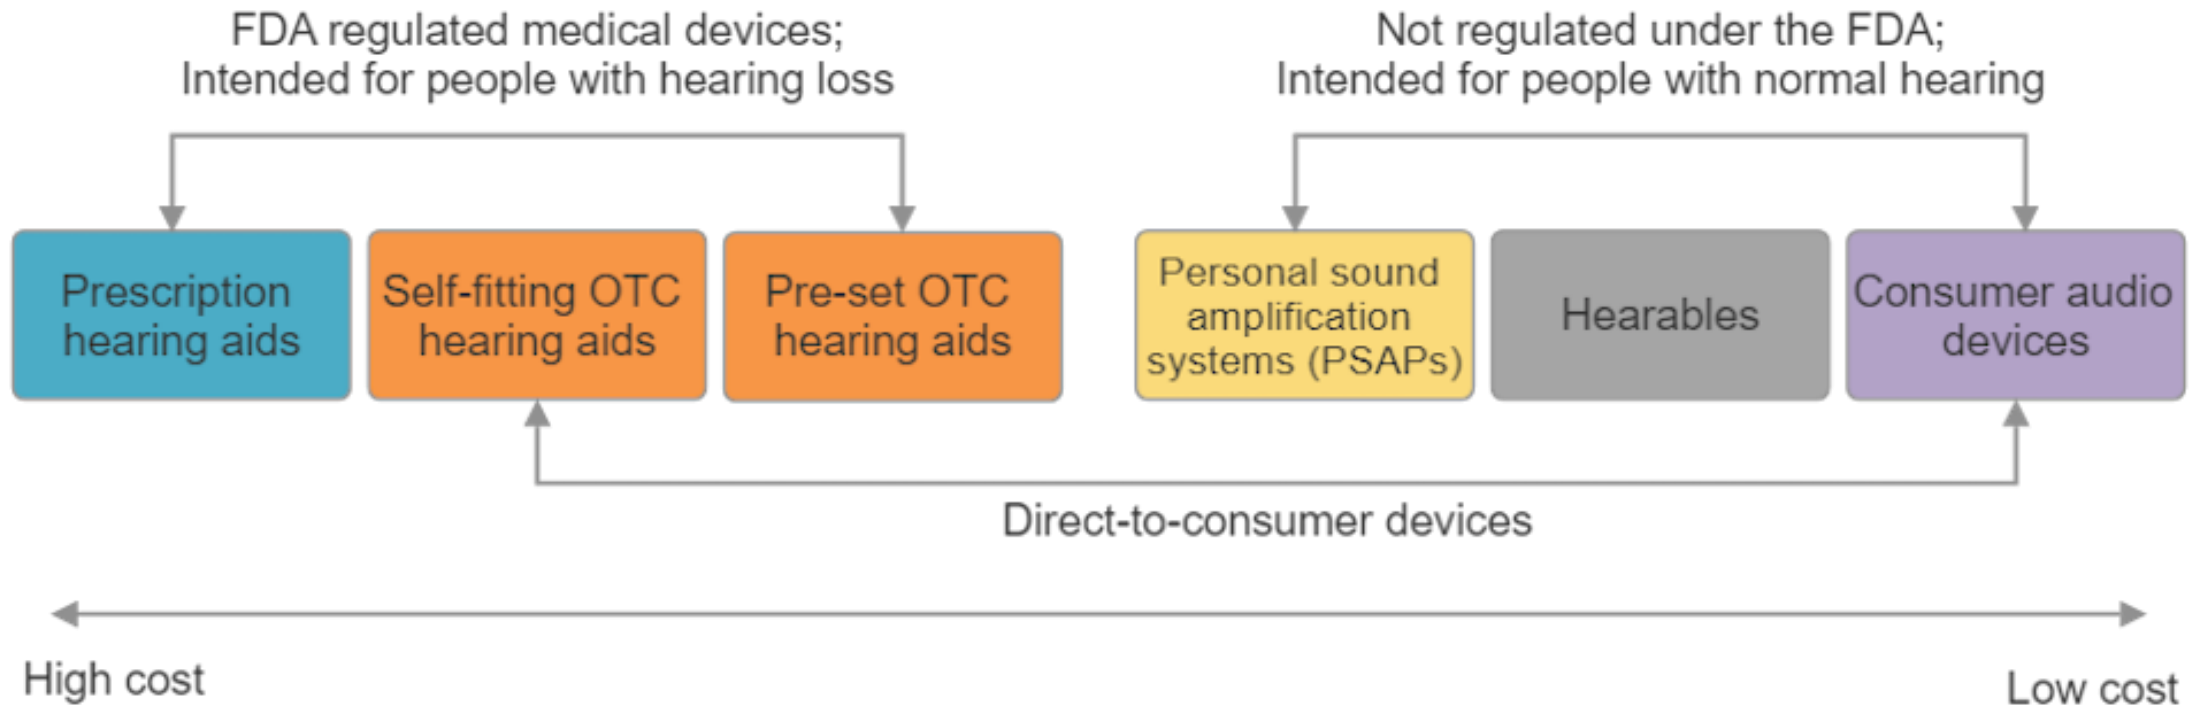 FDA regulated medical devices;
Intended for people with hearing loss
Not regulated under the FDA;
Intended for people with normal hearing
Prescription
hearing aids
Self-fitting OTC
hearing aids
Pre-set OTC
hearing aids
Personal sound
amplification
systems (PSAPs)
Hearables
Consumer audio
devices
Direct-to-consumer devices
High cost
Low cost